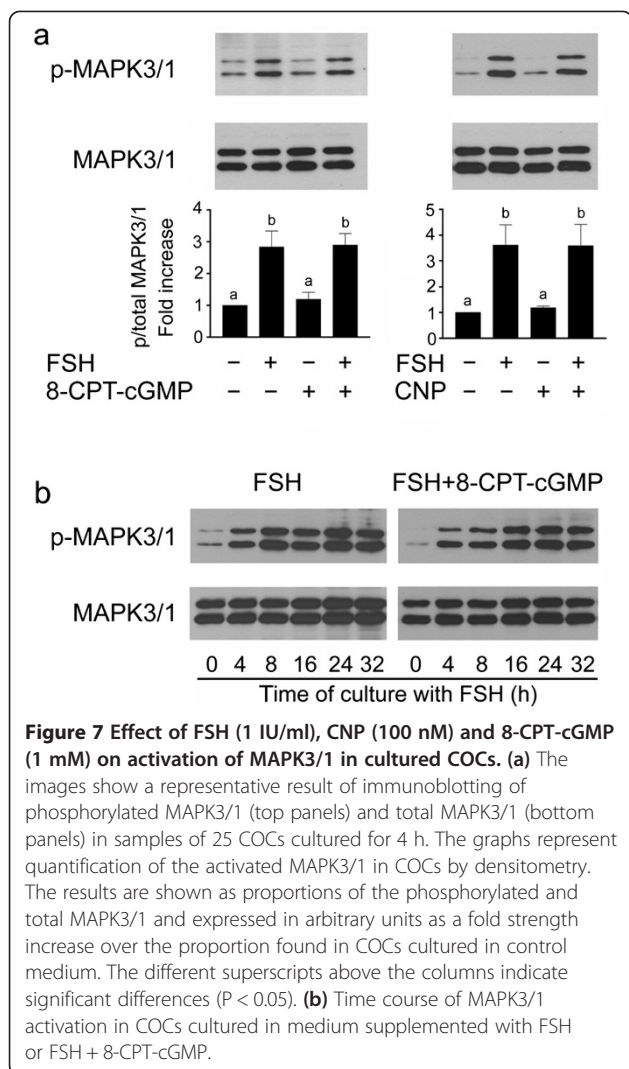 a
p-MAPK3/1
MAPK3/1
p/total MAPK3/1
Fold increase
4
3
2
1
0
a
b
a
b
5
4
3
2
1
0
a
b
a
b
FSH – + – +
8-CPT-cGMP – – + +
FSH – + – +
CNP – – + +
b
FSH FSH+8-CPT-cGMP
p-MAPK3/1
MAPK3/1
0 4 8 16 24 32 0 4 8 16 24 32
Time of culture with FSH (h)
Figure 7 Effect of FSH (1 IU/ml), CNP (100 nM) and 8-CPT-cGMP
(1 mM) on activation of MAPK3/1 in cultured COCs. (a) The
images show a representative result of immunoblotting of
phosphorylated MAPK3/1 (top panels) and total MAPK3/1 (bottom
panels) in samples of 25 COCs cultured for 4 h. The graphs represent
quantification of the activated MAPK3/1 in COCs by densitometry.
The results are shown as proportions of the phosphorylated and
total MAPK3/1 and expressed in arbitrary units as a fold strength
increase over the proportion found in COCs cultured in control
medium. The different superscripts above the columns indicate
significant differences (P < 0.05). (b) Time course of MAPK3/1
activation in COCs cultured in medium supplemented with FSH
or FSH + 8-CPT-cGMP.